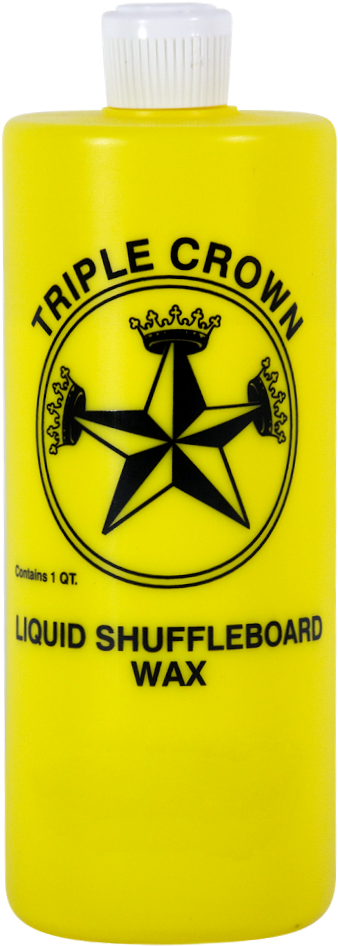 TRIPLE CROWN
Contains 1 QT.
LIQUID SHUFFLEBOARD
WAX